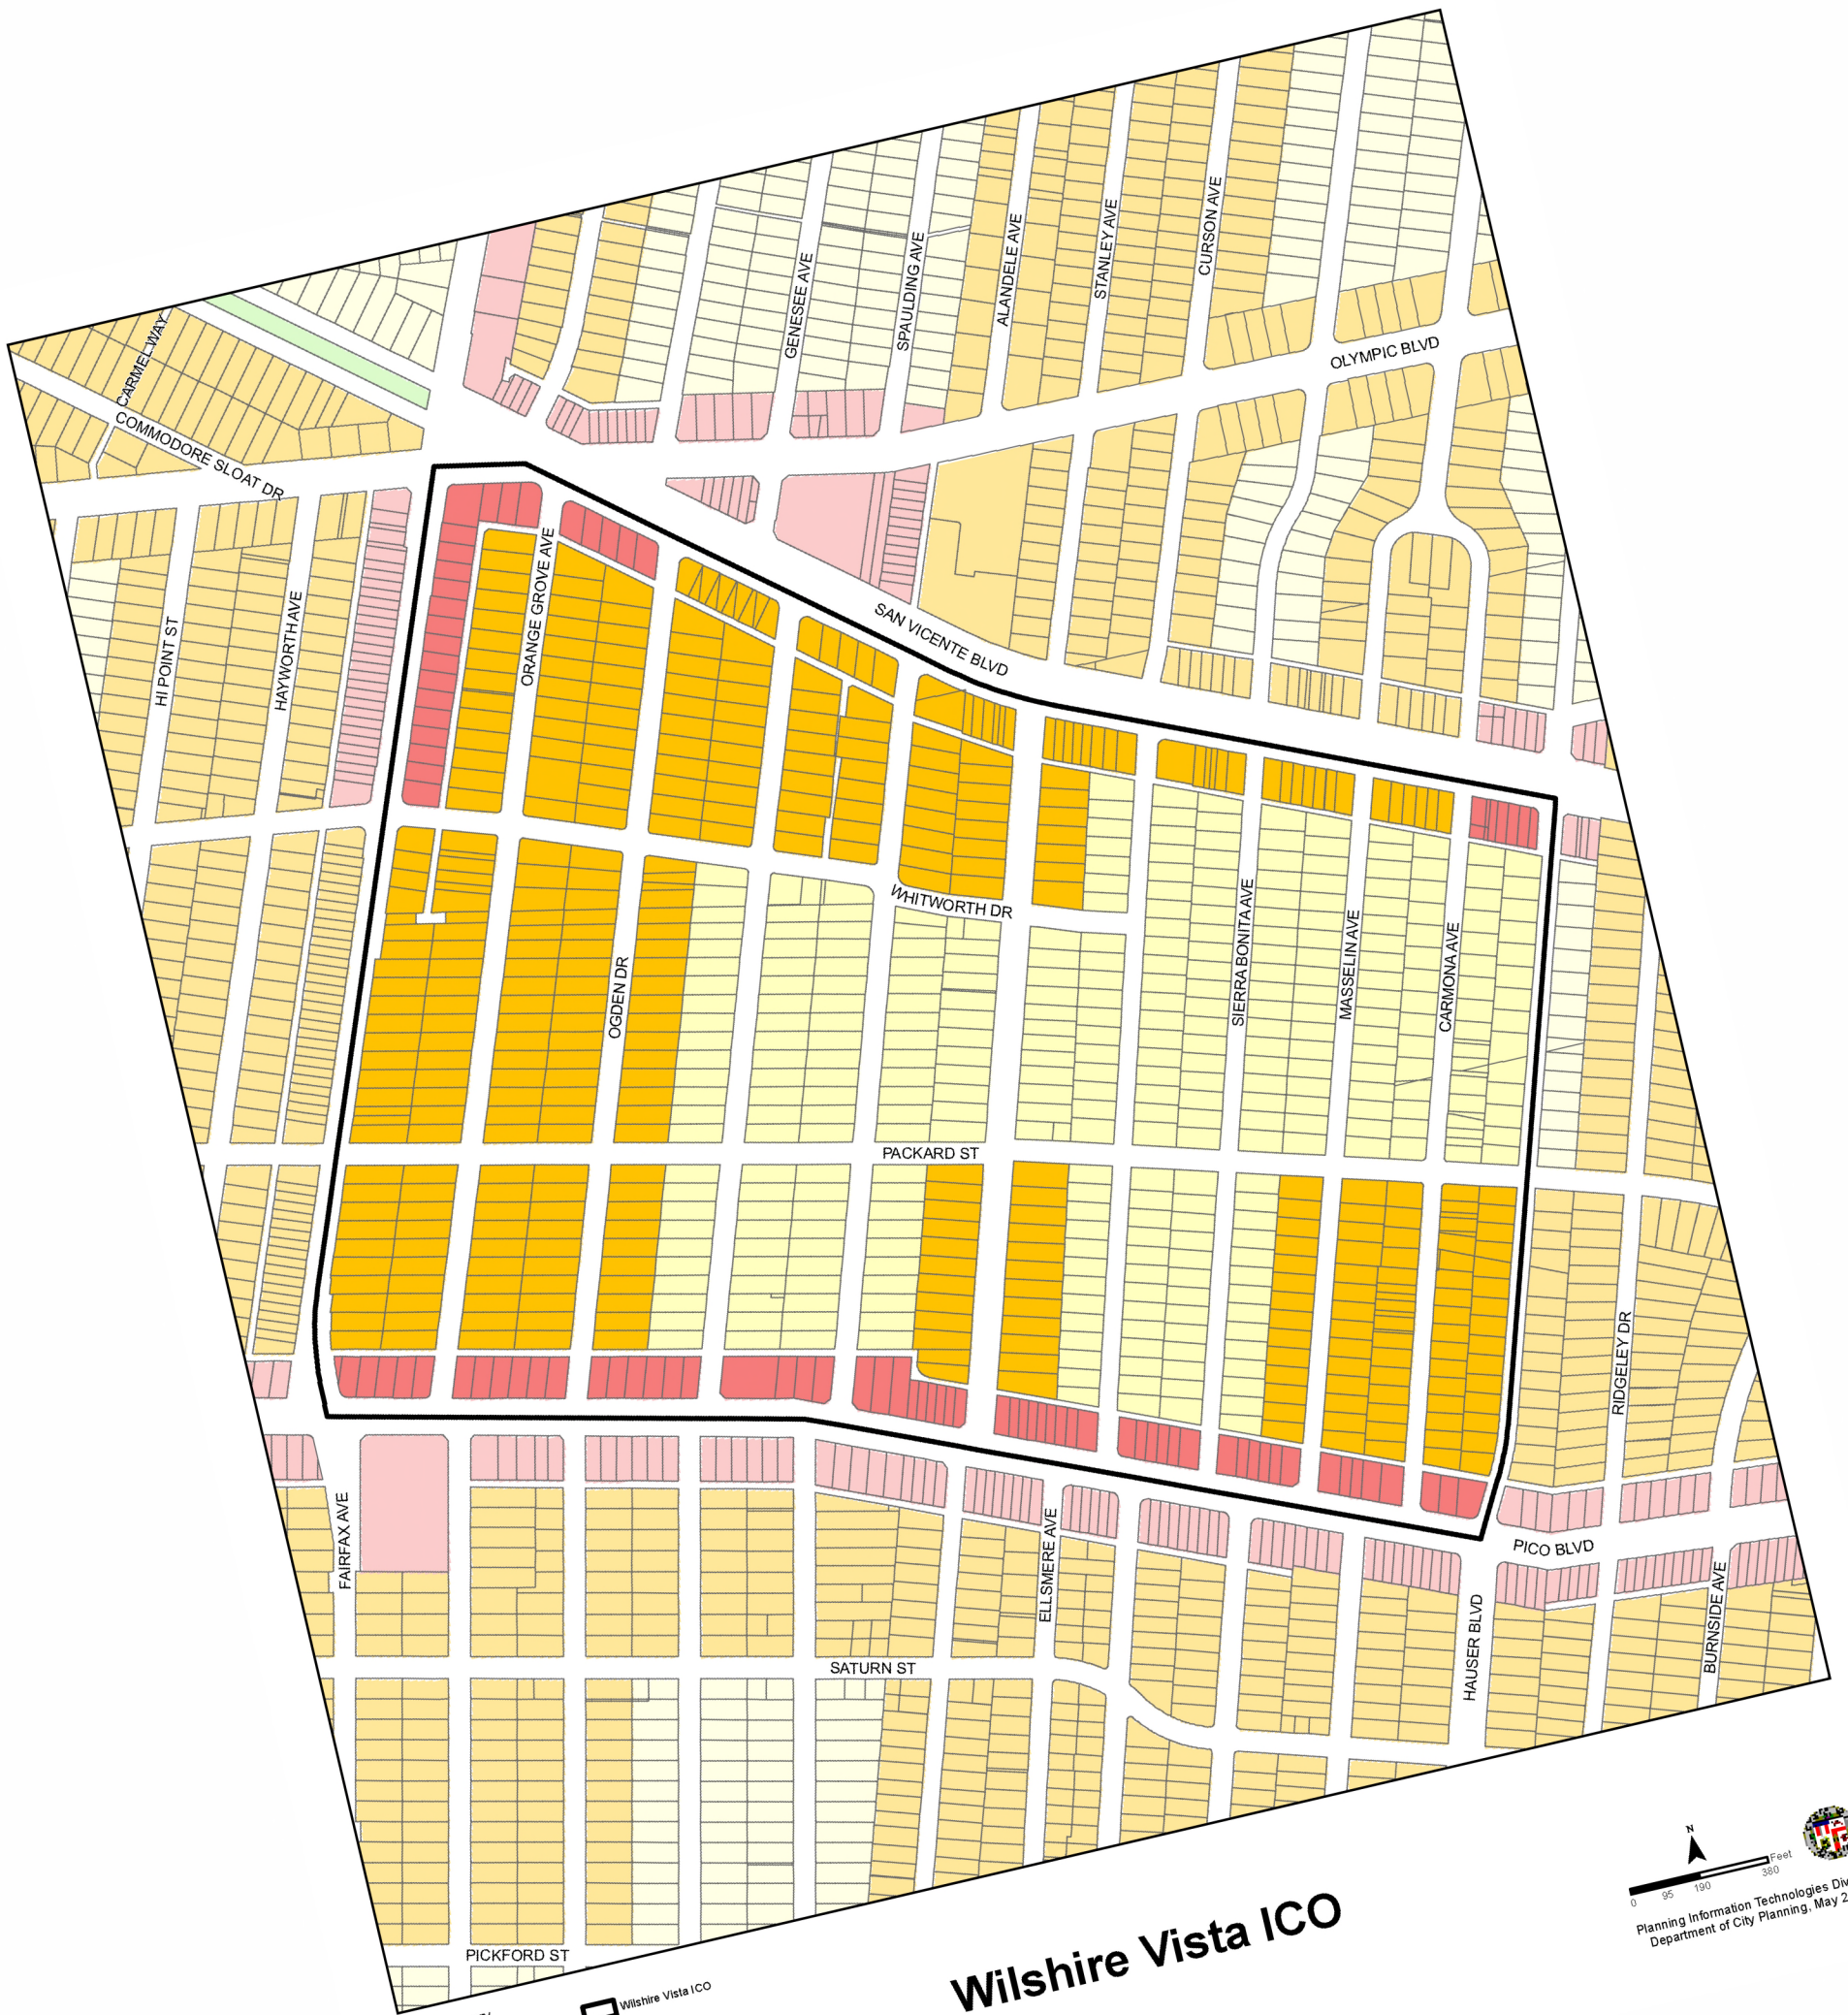 CARMEL WAY
COMMODORE SLOAT DR
GENESEE AVE
SPAULDING AVE
ALANDELE AVE
STANLEY AVE
CURSON AVE
OLYMPIC BLVD
HI POINT ST
HAYWORTH AVE
ORANGE GROVE AVE
SAN VICENTE BLVD
WHITWORTH DR
OGDEN DR
SIERRA BONITA AVE
MASSELIN AVE
CARMONA AVE
PACKARD ST
RIDGELEY DR
FAIRFAX AVE
ELLSMERE AVE
PICO BLVD
HAUSER BLVD
BURNSIDE AVE
SATURN ST
PICKFORD ST
N
Feet
0 95 190 380
Planning Information Technologies Div
Department of City Planning, May 2
Wilshire Vista ICO
Wilshire Vista ICO